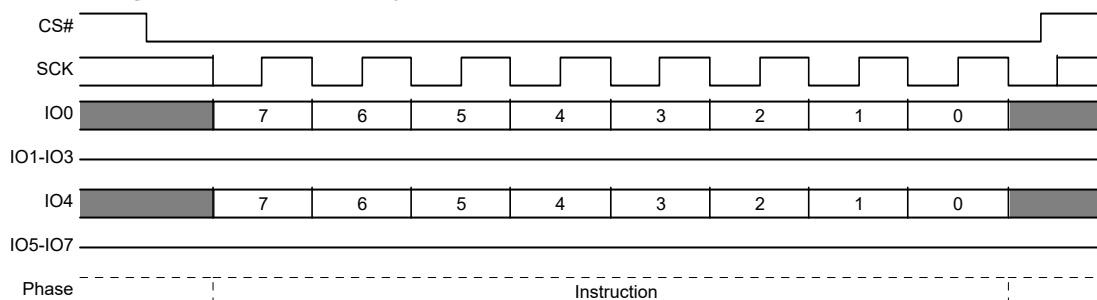 CS#
SCK
IO0 7 6 5 4 3 2 1 0
IO1-IO3
IO4 7 6 5 4 3 2 1 0
IO5-IO7
Phase Instruction